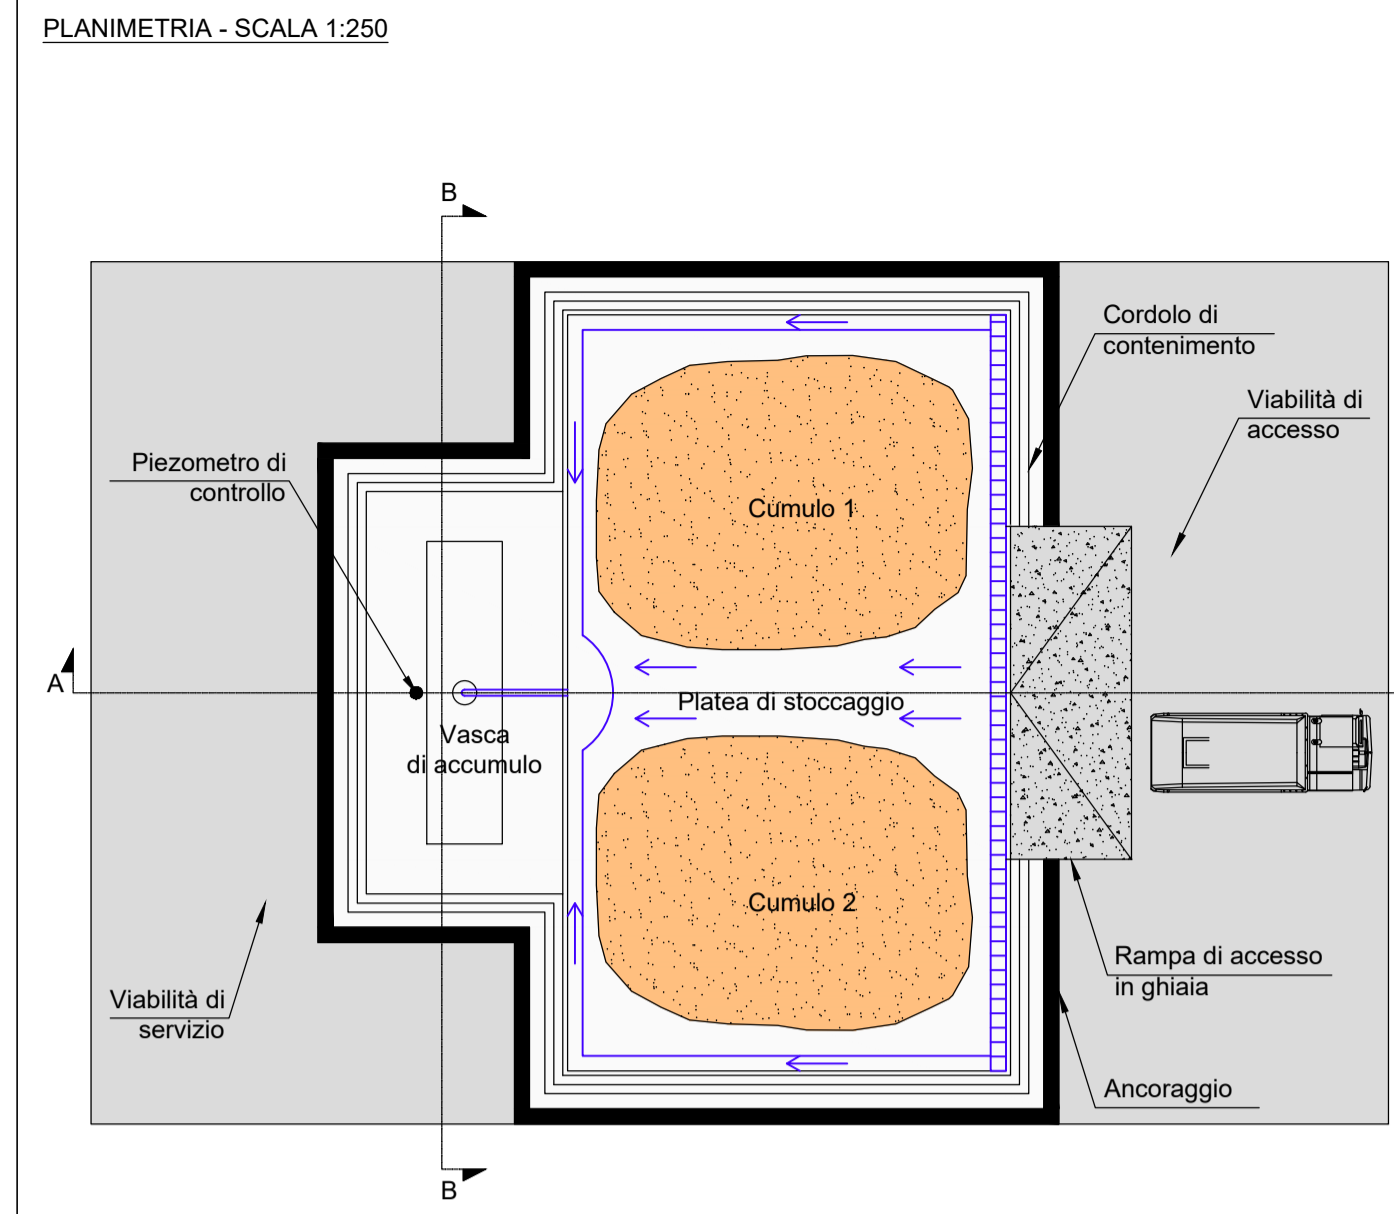 PLANIMETRIA - SCALA 1:250
B
Cordolo di
contenimento
Viabilità di
accesso
Piezometro di
controllo
Cumulo 1
A
Platea di stoccaggio
Vasca
di accumulo
Cumulo 2
Rampa di accesso
in ghiaia
Viabilità di
servizio
Ancoraggio
B